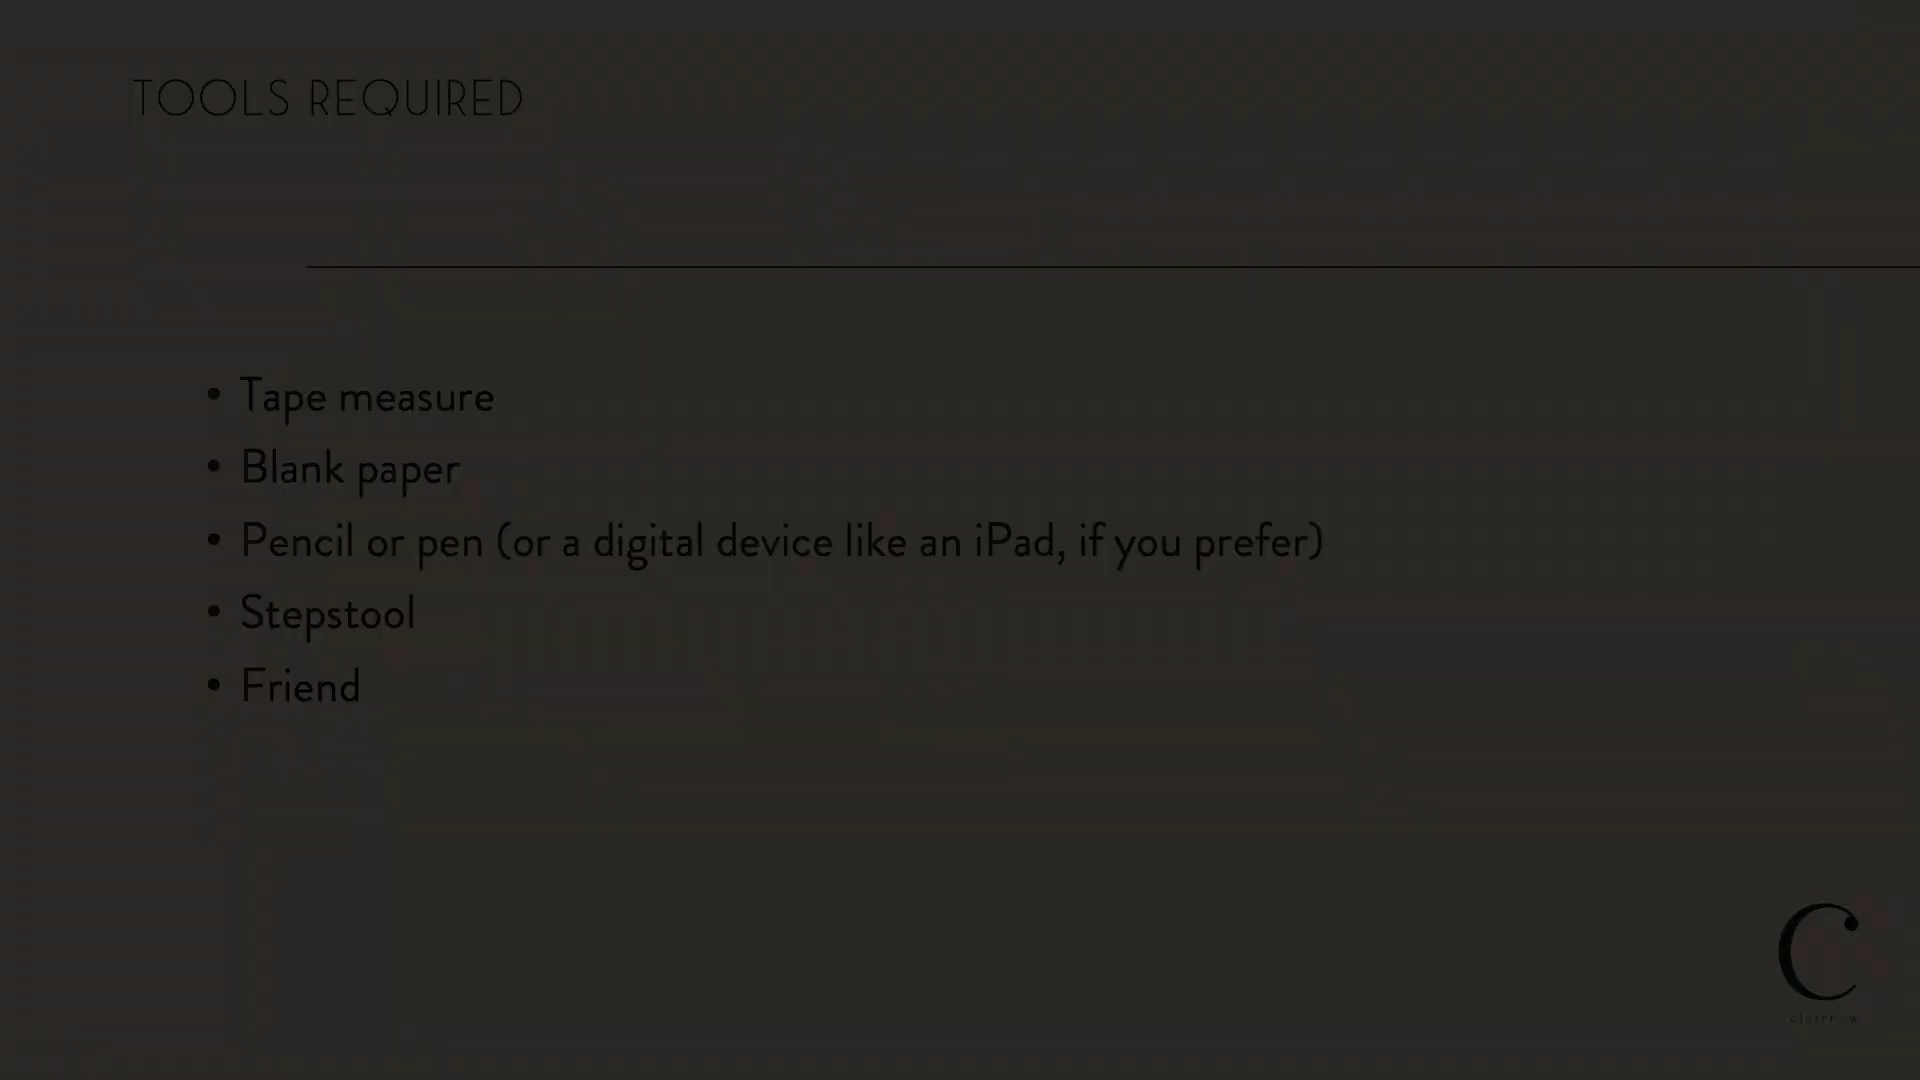 TOOLS REQUIRED
• Tape measure
• Blank paper
• Pencil or pen (or a digital device like an iPad, if you prefer)
• Stepstool
• Friend
C